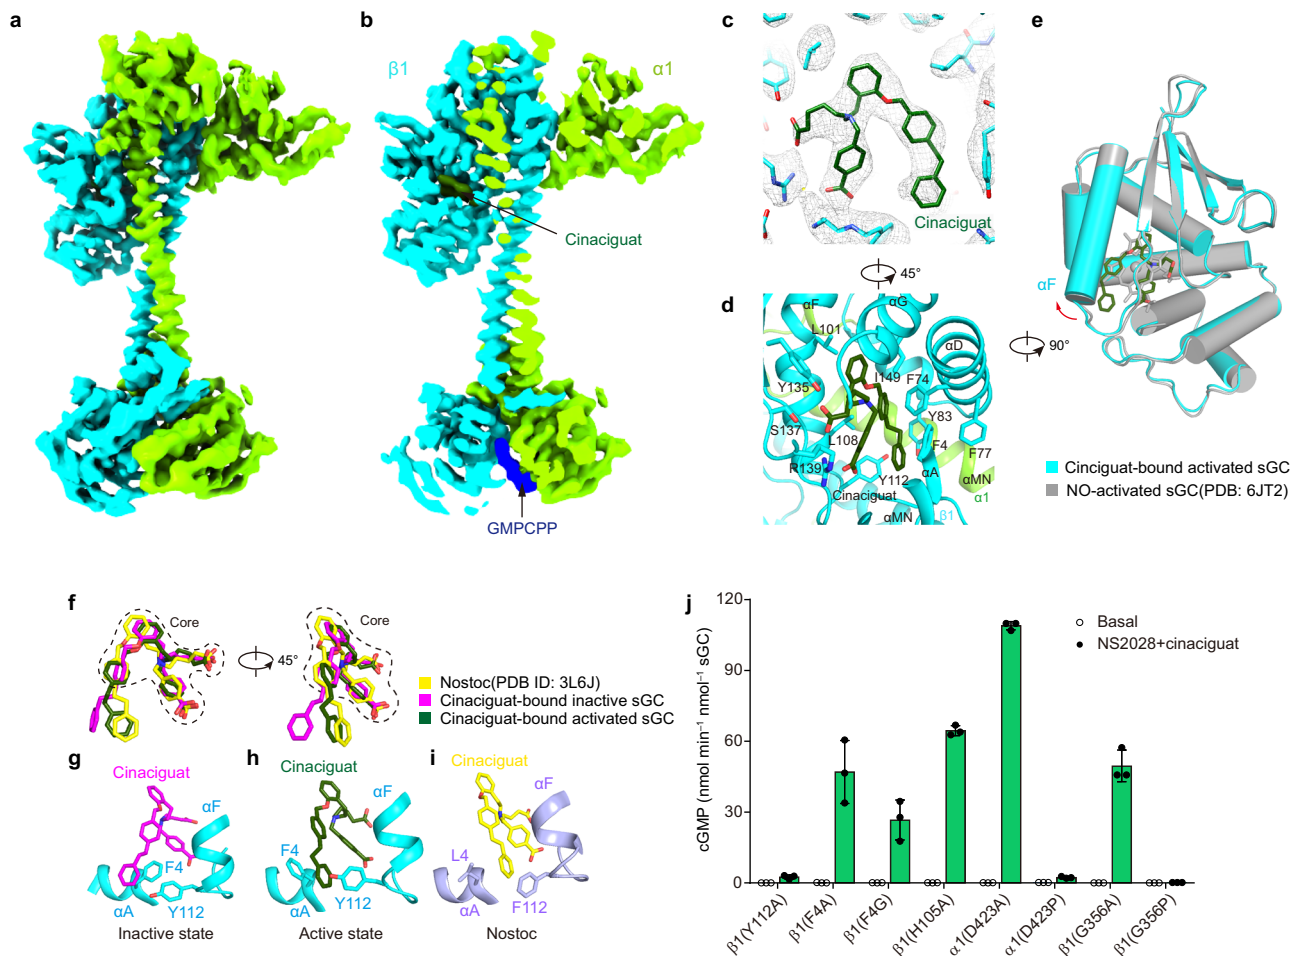 a
b
β1
α1
Cinaciguat
GMPCPP
c
Cinaciguat
45°
d
αF
αG
L101
αD
I149
F74
Y135
Y83
S137
L108
F4
F77
R139
αA
Y112
αMN
Cinaciguat
α1
αMN
β1
90°
e
αF
Cinciguat-bound activated sGC
NO-activated sGC(PDB: 6JT2)
f
Core
45°
Core
Nostoc(PDB ID: 3L6J)
Cinaciguat-bound inactive sGC
Cinaciguat-bound activated sGC
g
Cinaciguat
αF
F4
Y112
αA
Inactive state
h
Cinaciguat
αF
F4
αA
Y112
Active state
i
Cinaciguat
αF
L4
αA
F112
Nostoc
j
cGMP (nmol min⁻¹ nmol⁻¹ sGC)
120
90
60
30
0
Basal
NS2028+cinaciguat
β1(Y112A)
β1(F4A)
β1(F4G)
β1(H105A)
α1(D423A)
α1(D423P)
β1(G356A)
β1(G356P)